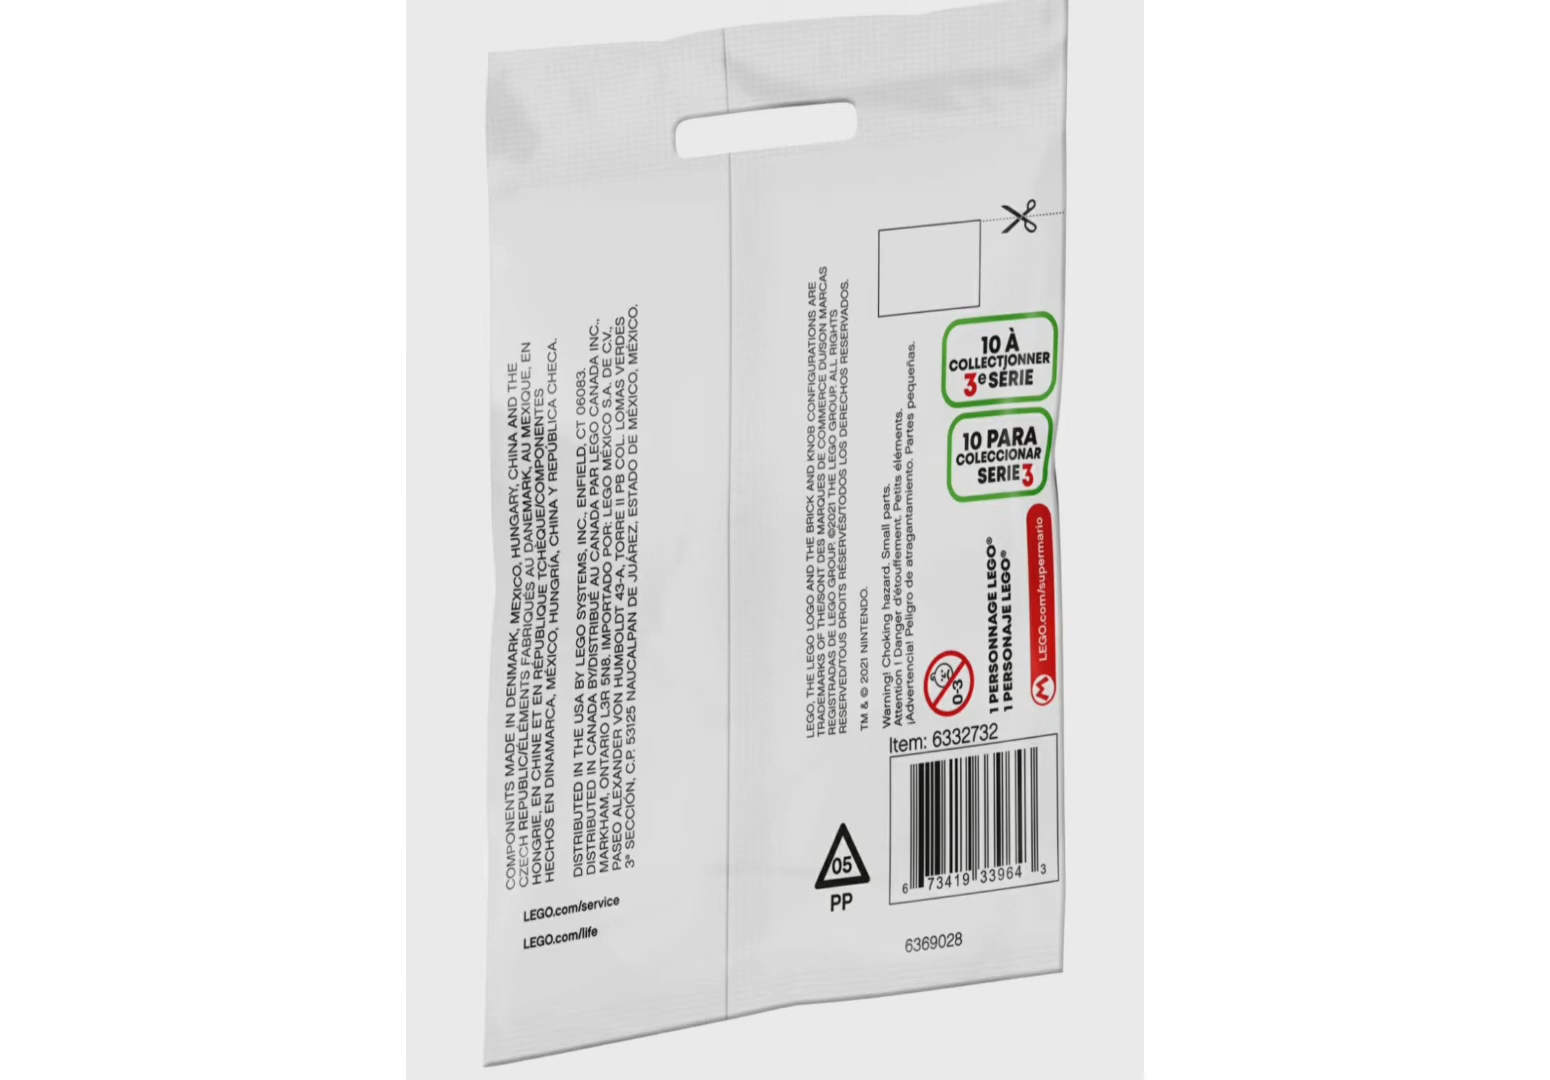 COMPONENTS MADE IN DENMARK, MEXICO, HUNGARY, CHINA AND THE
CZECH REPUBLIC/ÉLÉMENTS FABRIQUÉS AU DANEMARK, AU MEXIQUE, EN
HONGRIE, EN CHINE ET EN RÉPUBLIQUE TCHÈQUE/COMPONENTES
HECHOS EN DINAMARCA, MÉXICO, HUNGRÍA, CHINA Y REPÚBLICA CHECA.
DISTRIBUTED IN THE USA BY LEGO SYSTEMS, INC., ENFIELD, CT 06083.
DISTRIBUTED IN CANADA BY/DISTRIBUÉ AU CANADA PAR LEGO CANADA INC.,
MARKHAM, ONTARIO L3R 5N8. IMPORTADO POR: LEGO MÉXICO S.A. DE C.V.,
PASEO ALEXANDER VON HUMBOLDT 43-A, TORRE II PB COL. LOMAS VERDES
3ª SECCIÓN, C.P. 53125 NAUCALPAN DE JUÁREZ, ESTADO DE MÉXICO, MÉXICO.
LEGO.com/service
LEGO.com/life
LEGO, THE LEGO LOGO AND THE BRICK AND KNOB CONFIGURATIONS ARE
TRADEMARKS OF THE/SONT DES MARQUES DE COMMERCE DU/SON MARCAS
REGISTRADAS DE LEGO GROUP. ©2021 THE LEGO GROUP. ALL RIGHTS
RESERVED/TOUS DROITS RÉSERVÉS/TODOS LOS DERECHOS RESERVADOS.
TM & © 2021 NINTENDO.
Warning! Choking hazard. Small parts.
Attention ! Danger d'étouffement. Petits éléments.
¡Advertencia! Peligro de atragantamiento. Partes pequeñas.
10 À
COLLECTIONNER
3e SÉRIE
10 PARA
COLECCIONAR
SERIE 3
0-3
1 PERSONNAGE LEGO®
1 PERSONAJE LEGO®
M LEGO.com/supermario
Item: 6332732
6 73419 33964 3
05
PP
6369028